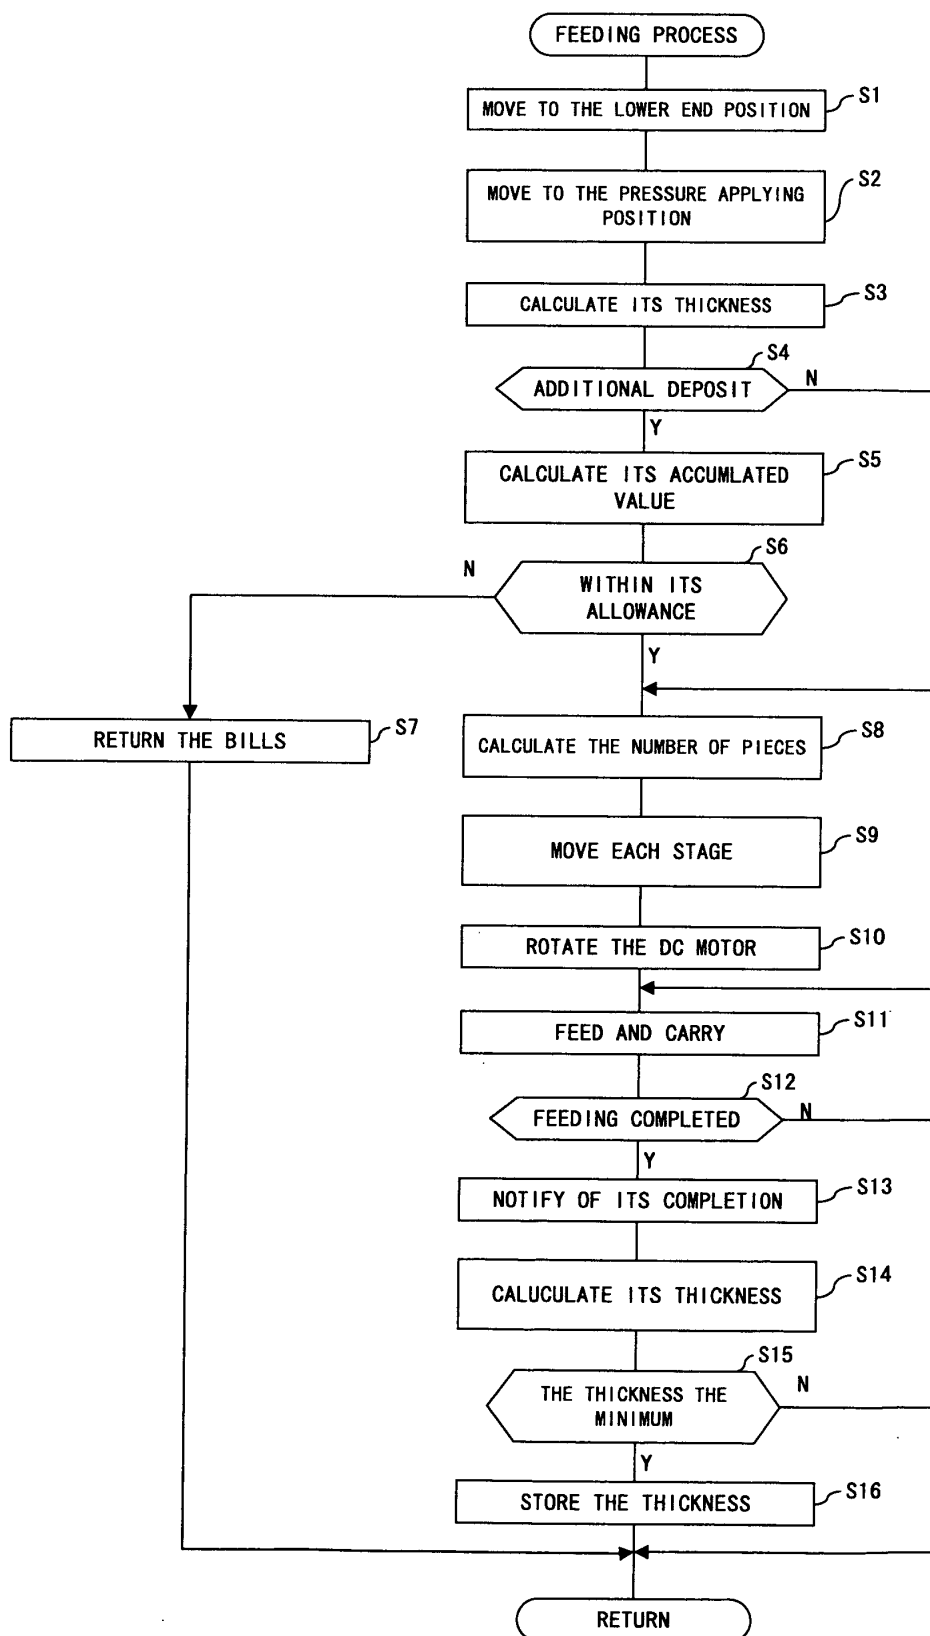 FEEDING PROCESS
S1
MOVE TO THE LOWER END POSITION
S2
MOVE TO THE PRESSURE APPLYING
POSITION
S3
CALCULATE ITS THICKNESS
S4
ADDITIONAL DEPOSIT
N
Y
S5
CALCULATE ITS ACCUMLATED
VALUE
S6
N
WITHIN ITS
ALLOWANCE
Y
S7
RETURN THE BILLS
S8
CALCULATE THE NUMBER OF PIECES
S9
MOVE EACH STAGE
S10
ROTATE THE DC MOTOR
S11
FEED AND CARRY
S12
FEEDING COMPLETED
N
Y
S13
NOTIFY OF ITS COMPLETION
S14
CALUCULATE ITS THICKNESS
S15
N
THE THICKNESS THE
MINIMUM
Y
S16
STORE THE THICKNESS
RETURN